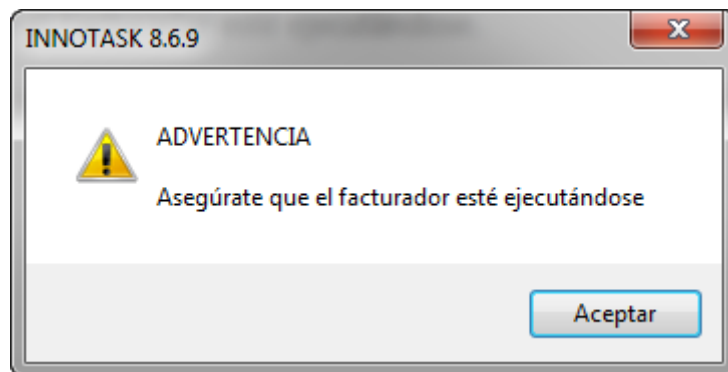 INNOTASK 8.6.9
ADVERTENCIA
Asegúrate que el facturador esté ejecutándose
Aceptar